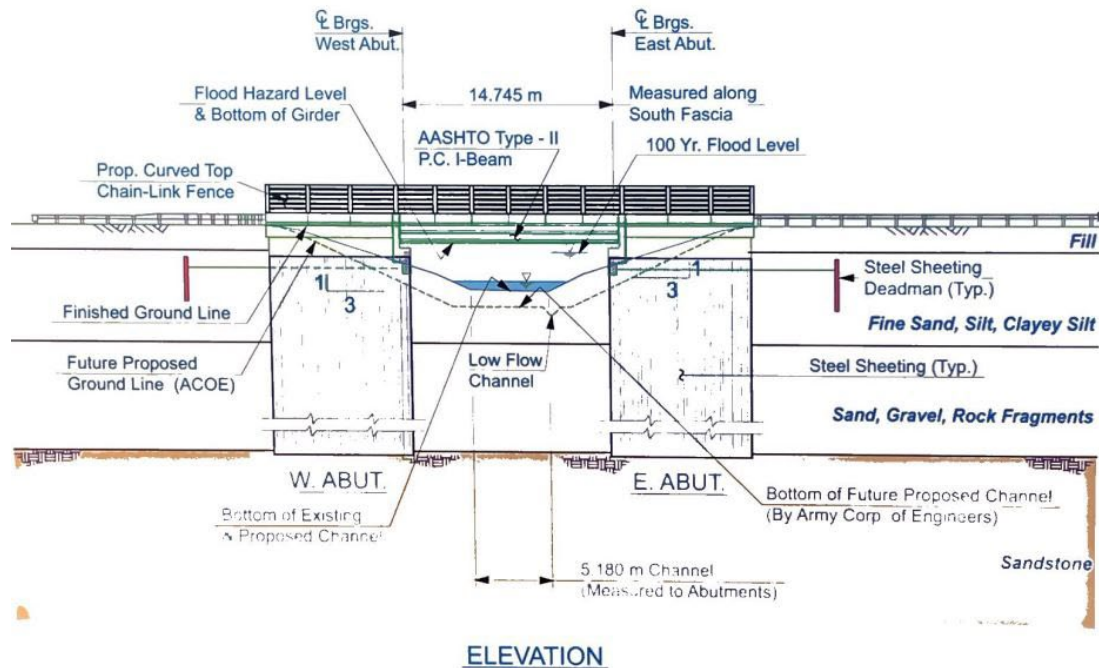 ℄ Brgs.
West Abut.
℄ Brgs.
East Abut.
Flood Hazard Level
& Bottom of Girder
14.745 m
Measured along
South Fascia
AASHTO Type - II
P.C. I-Beam
100 Yr. Flood Level
Prop. Curved Top
Chain-Link Fence
Fill
1
3
1
3
Steel Sheeting
Deadman (Typ.)
Finished Ground Line
Fine Sand, Silt, Clayey Silt
Future Proposed
Ground Line (ACOE)
Low Flow
Channel
Steel Sheeting (Typ.)
Sand, Gravel, Rock Fragments
W. ABUT.
E. ABUT.
Bottom of Existing
& Proposed Channel
Bottom of Future Proposed Channel
(By Army Corp. of Engineers)
5.180 m Channel
(Measured to Abutments)
Sandstone
ELEVATION